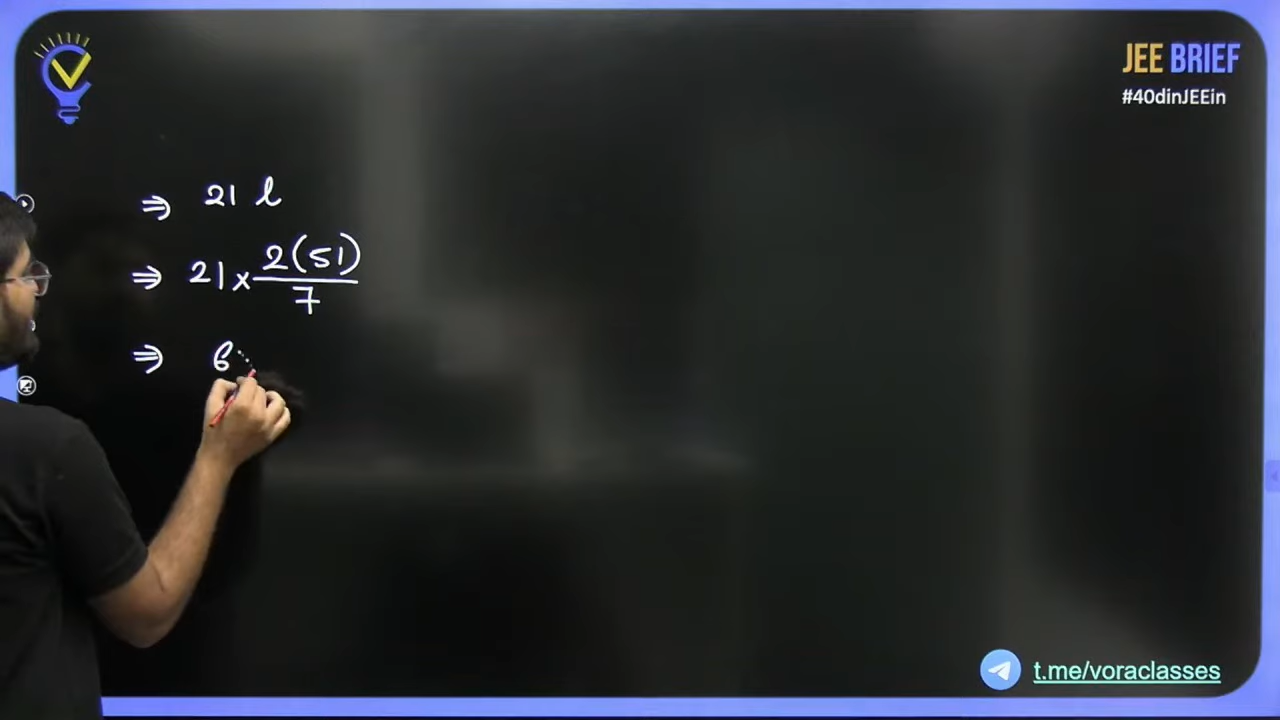 JEE BRIEF
#40dinJEEin
⇒ 21 l
⇒ 21 × 2(51)/7
⇒ 6
t.me/voraclasses